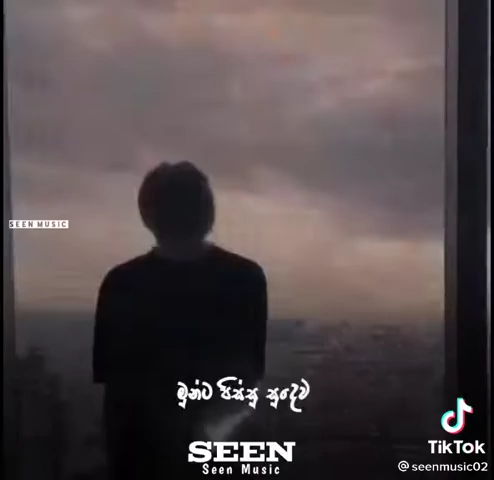 SEEN MUSIC
මුන්ට පිස්සු සුදෙව්
SEEN
Seen Music
TikTok
@seenmusic02